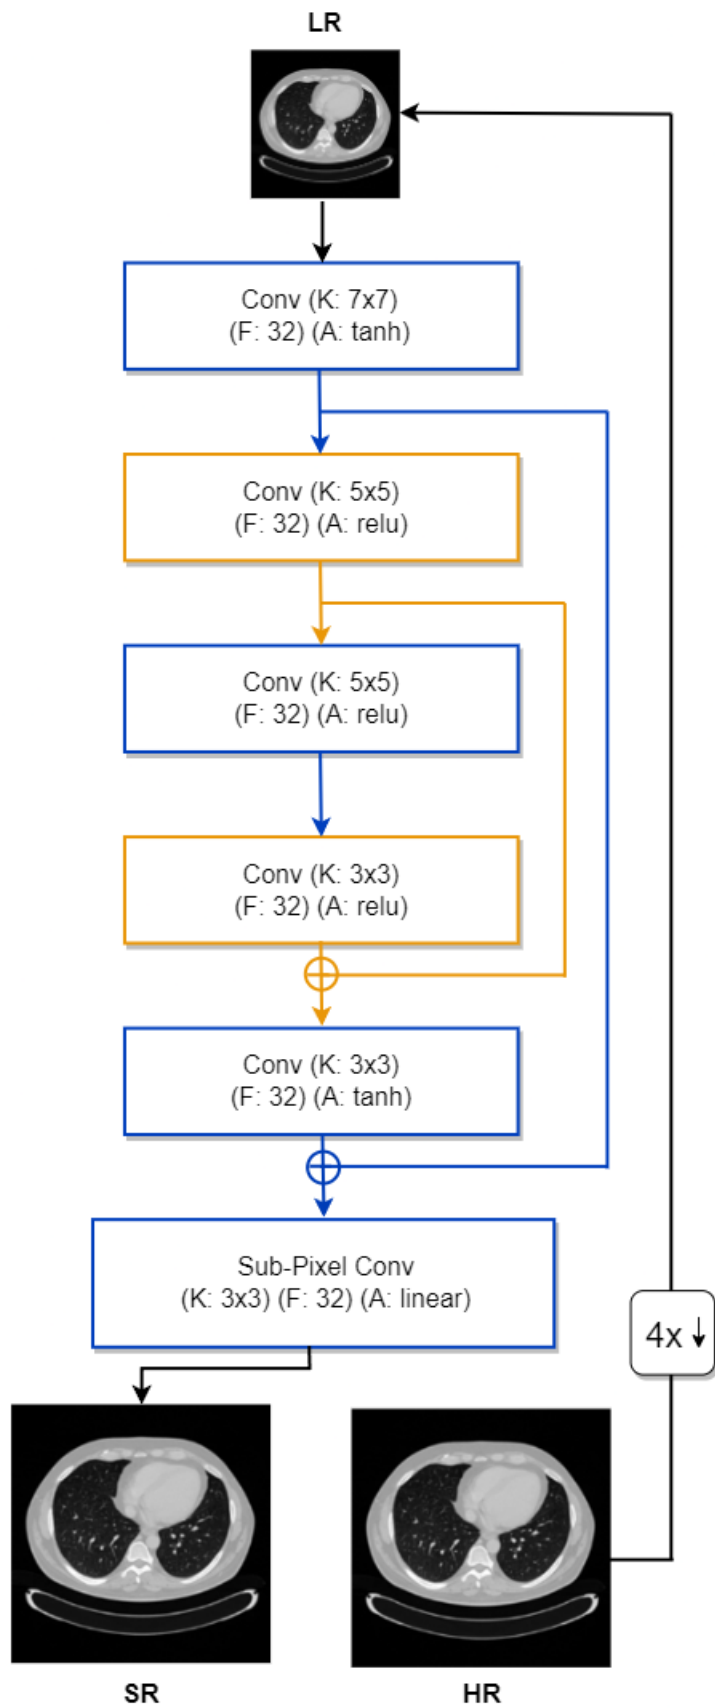 LR
Conv (K: 7x7)
(F: 32) (A: tanh)
Conv (K: 5x5)
(F: 32) (A: relu)
Conv (K: 5x5)
(F: 32) (A: relu)
Conv (K: 3x3)
(F: 32) (A: relu)
Conv (K: 3x3)
(F: 32) (A: tanh)
Sub-Pixel Conv
(K: 3x3) (F: 32) (A: linear)
4x ↓
SR
HR